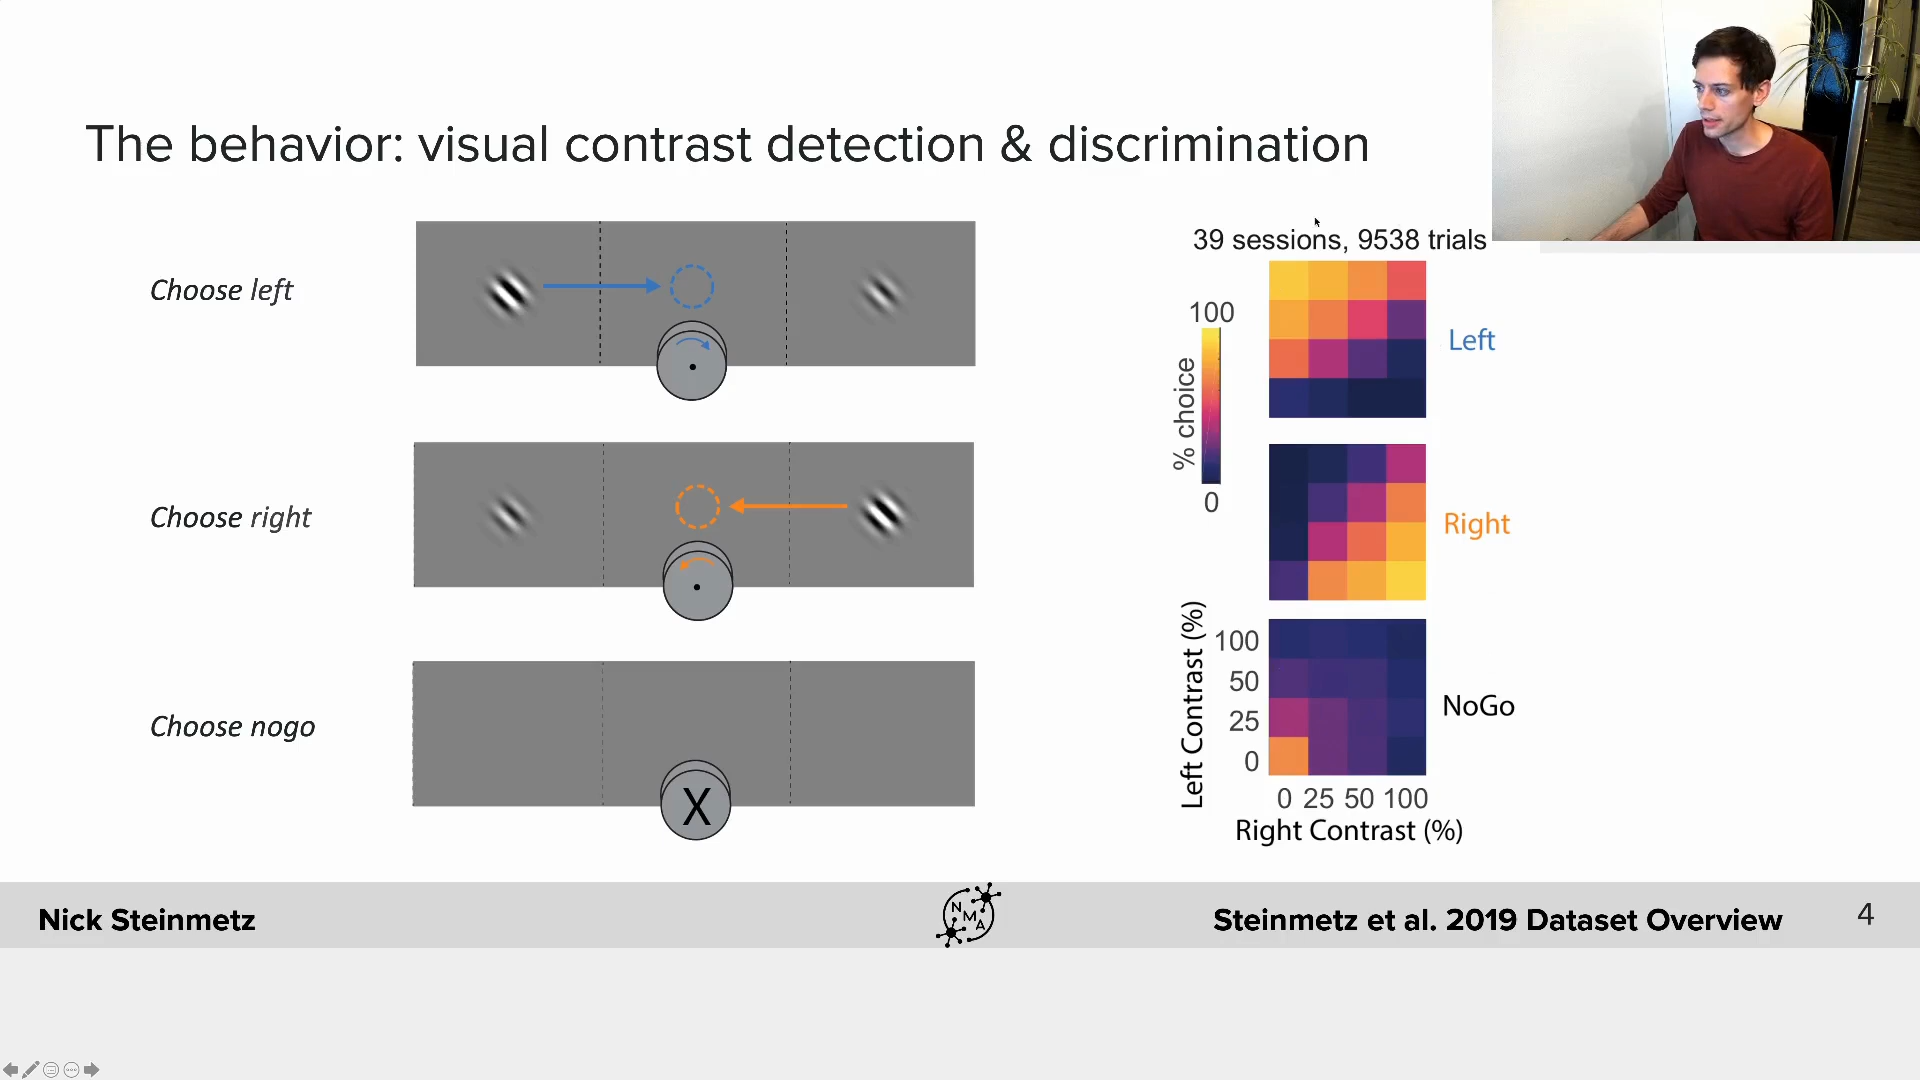 The behavior: visual contrast detection & discrimination
Choose left
Choose right
Choose nogo
X
39 sessions, 9538 trials
100
% choice
0
Left
Right
NoGo
Left Contrast (%)
100
50
25
0
0 25 50 100
Right Contrast (%)
Nick Steinmetz
N
M
A
Steinmetz et al. 2019 Dataset Overview
4